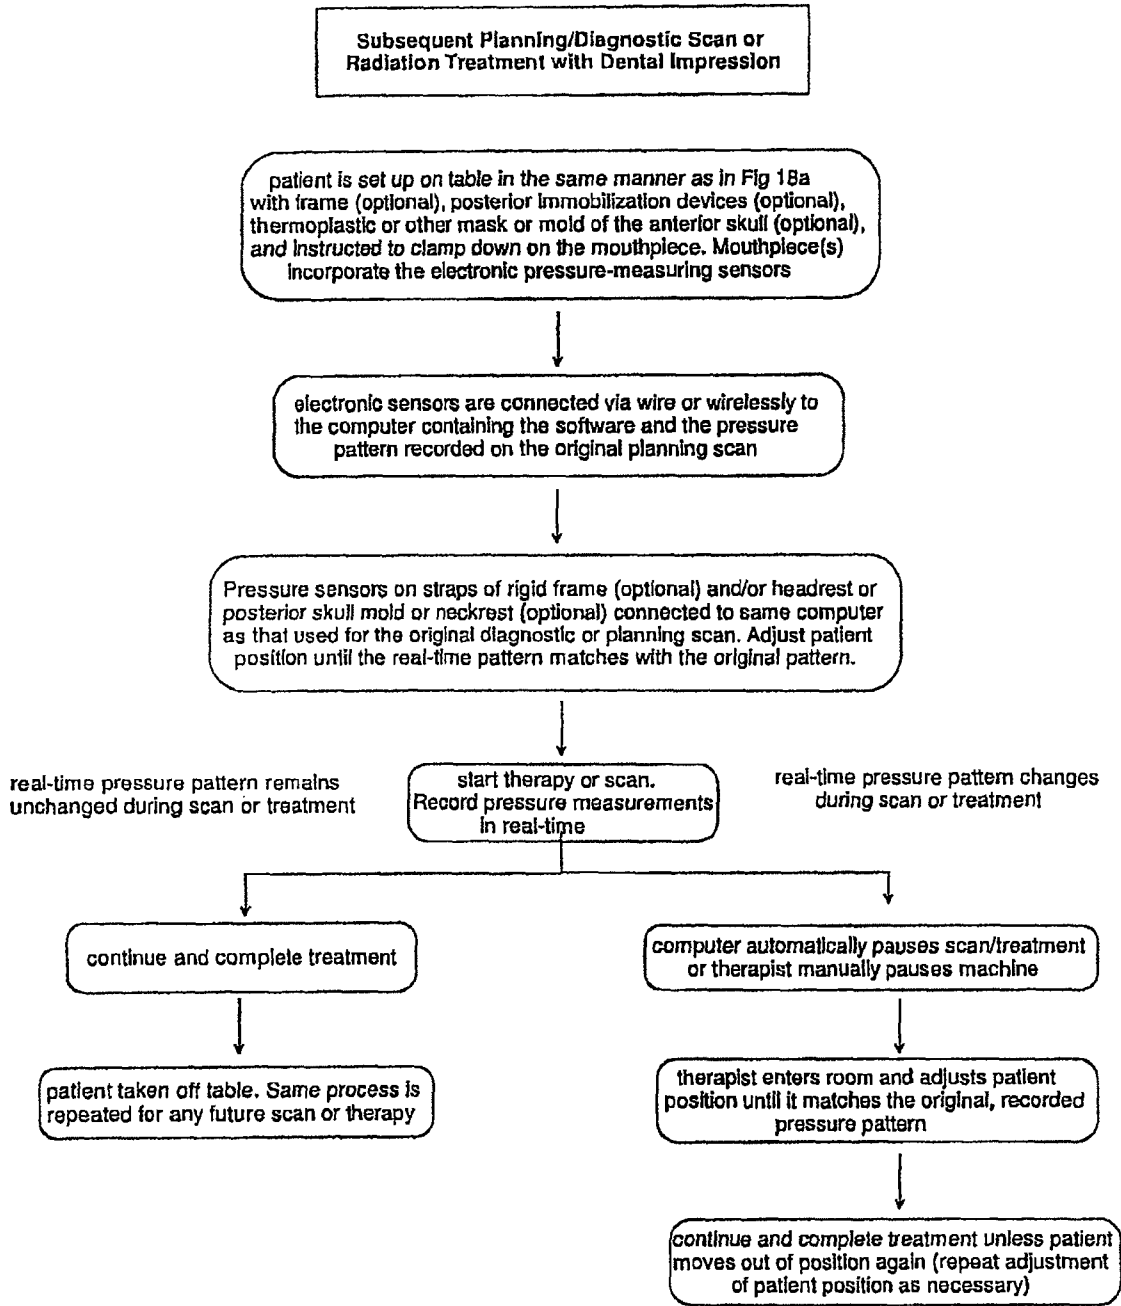 Subsequent Planning/Diagnostic Scan or
Radiation Treatment with Dental Impression
patient is set up on table in the same manner as in Fig 18a
with frame (optional), posterior immobilization devices (optional),
thermoplastic or other mask or mold of the anterior skull (optional),
and instructed to clamp down on the mouthpiece. Mouthpiece(s)
incorporate the electronic pressure-measuring sensors
electronic sensors are connected via wire or wirelessly to
the computer containing the software and the pressure
pattern recorded on the original planning scan
Pressure sensors on straps of rigid frame (optional) and/or headrest or
posterior skull mold or neckrest (optional) connected to same computer
as that used for the original diagnostic or planning scan. Adjust patient
position until the real-time pattern matches with the original pattern.
real-time pressure pattern remains
unchanged during scan or treatment
start therapy or scan.
Record pressure measurements
in real-time
real-time pressure pattern changes
during scan or treatment
continue and complete treatment
patient taken off table. Same process is
repeated for any future scan or therapy
computer automatically pauses scan/treatment
or therapist manually pauses machine
therapist enters room and adjusts patient
position until it matches the original, recorded
pressure pattern
continue and complete treatment unless patient
moves out of position again (repeat adjustment
of patient position as necessary)